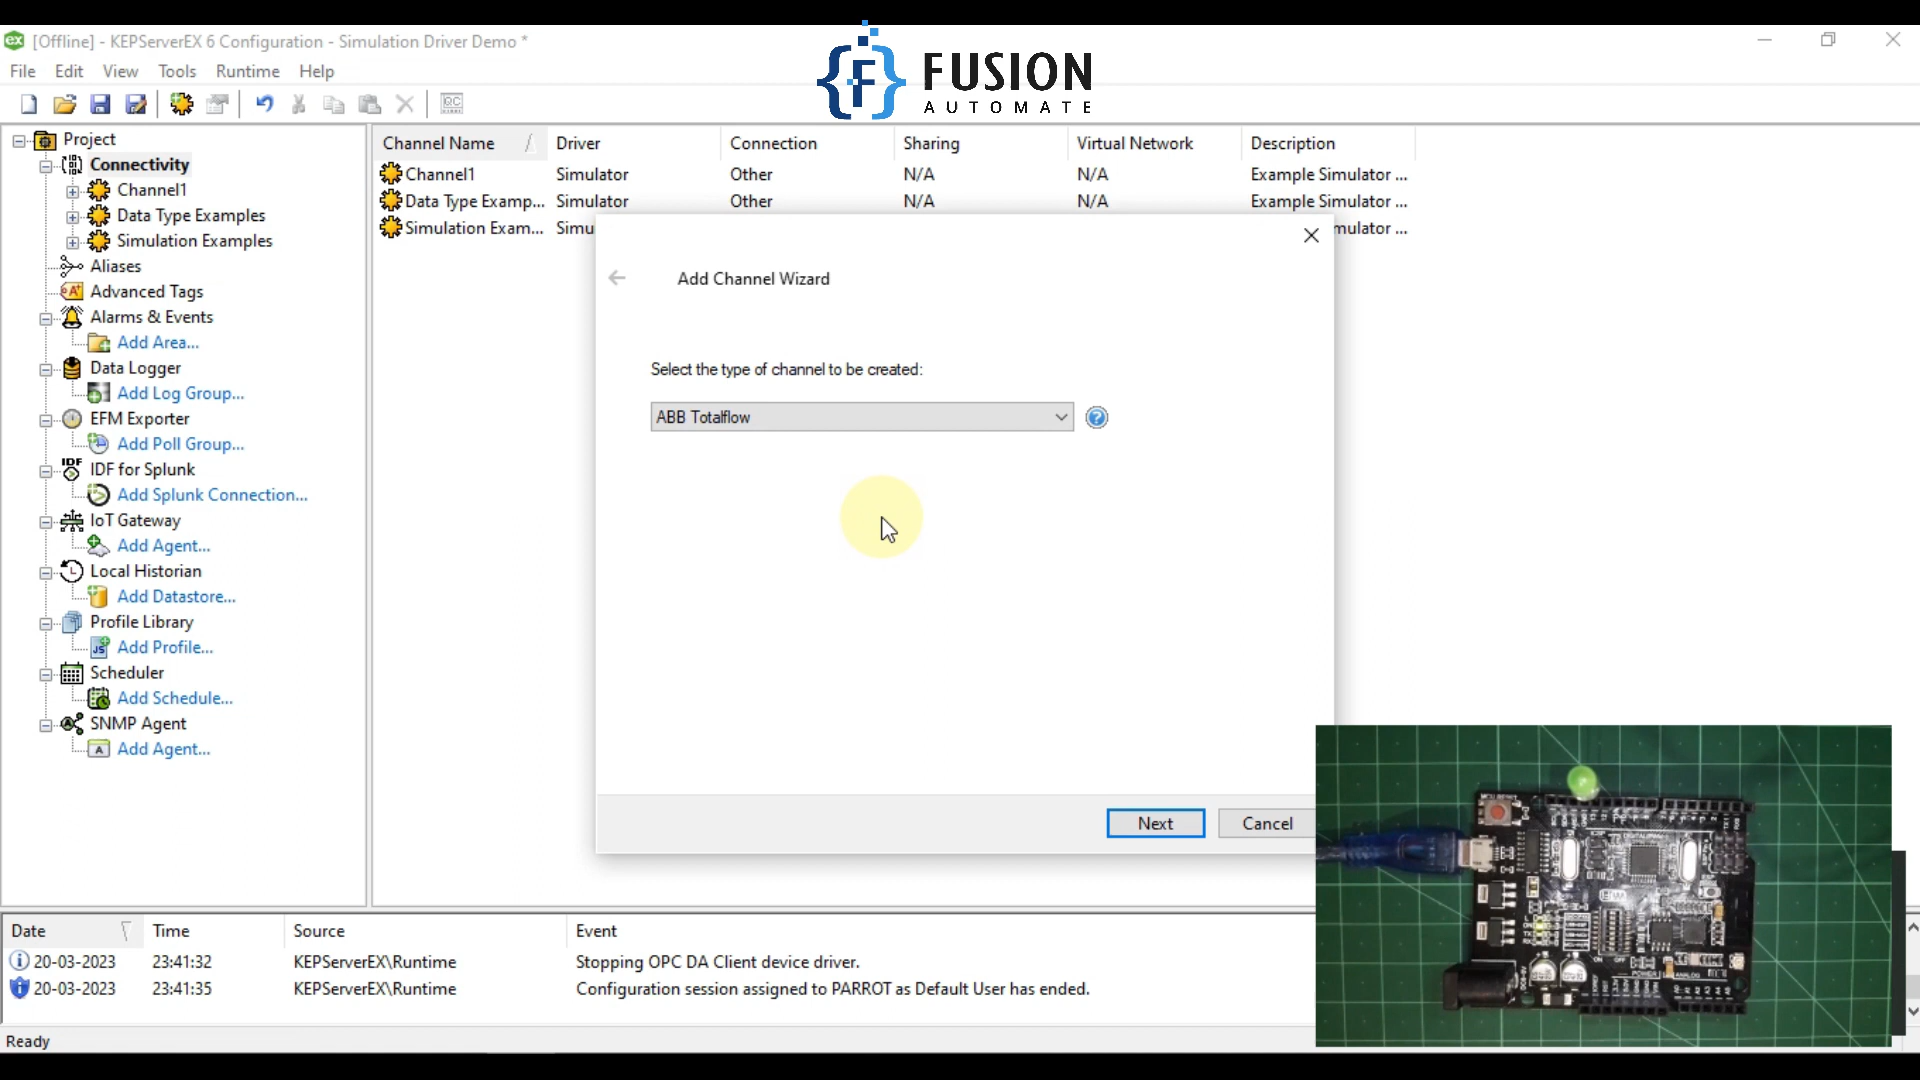 [Offline] - KEPServerEX 6 Configuration - Simulation Driver Demo *
FUSION
AUTOMATE
File Edit View Tools Runtime Help
Project
Connectivity
Channel1
Data Type Examples
Simulation Examples
Aliases
Advanced Tags
Alarms & Events
Add Area...
Data Logger
Add Log Group...
EFM Exporter
Add Poll Group...
IDF for Splunk
Add Splunk Connection...
IoT Gateway
Add Agent...
Local Historian
Add Datastore...
Profile Library
Add Profile...
Scheduler
Add Schedule...
SNMP Agent
Add Agent...
Channel Name Driver Connection Sharing Virtual Network Description
Channel1 Simulator Other N/A N/A Example Simulator ...
Data Type Examp... Simulator Other N/A N/A Example Simulator ...
Simulation Exam... Simu mulator ...
Add Channel Wizard
Select the type of channel to be created:
ABB Totalflow
Next Cancel
Date Time Source Event
20-03-2023 23:41:32 KEPServerEX\Runtime Stopping OPC DA Client device driver.
20-03-2023 23:41:35 KEPServerEX\Runtime Configuration session assigned to PARROT as Default User has ended.
Ready